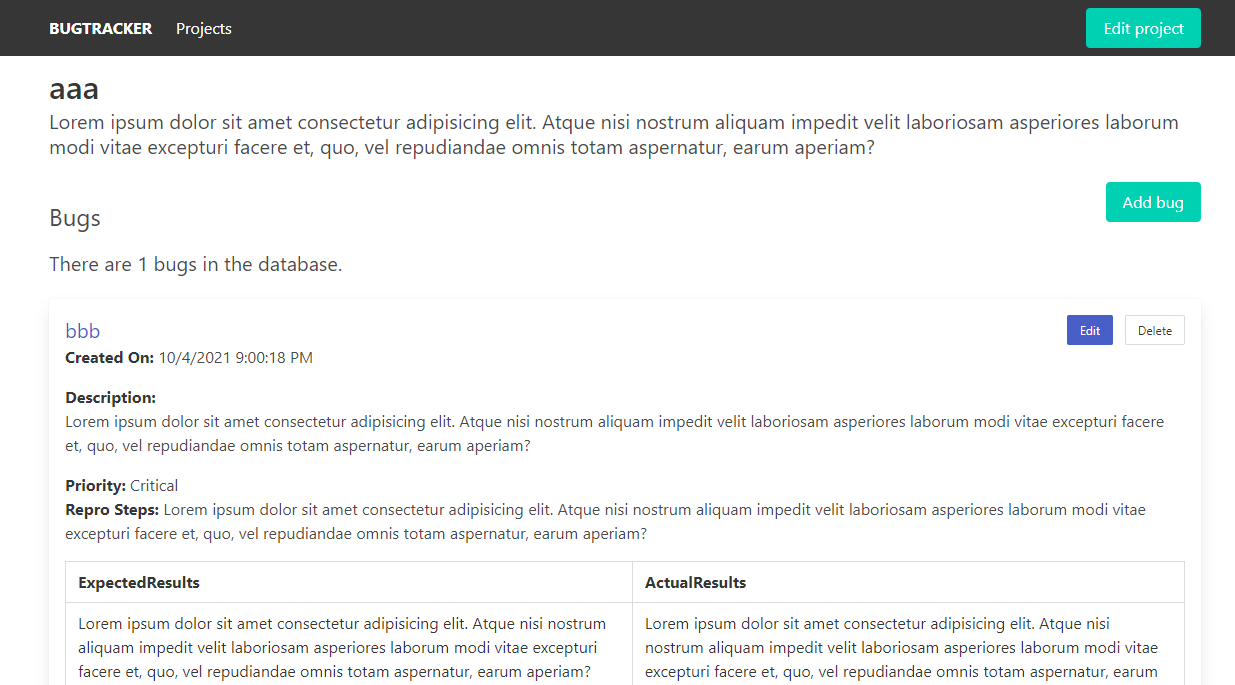 BUGTRACKER Projects Edit project
aaa
Lorem ipsum dolor sit amet consectetur adipisicing elit. Atque nisi nostrum aliquam impedit velit laboriosam asperiores laborum
modi vitae excepturi facere et, quo, vel repudiandae omnis totam aspernatur, earum aperiam?
Add bug
Bugs
There are 1 bugs in the database.
bbb Edit Delete
Created On: 10/4/2021 9:00:18 PM
Description:
Lorem ipsum dolor sit amet consectetur adipisicing elit. Atque nisi nostrum aliquam impedit velit laboriosam asperiores laborum modi vitae excepturi facere
et, quo, vel repudiandae omnis totam aspernatur, earum aperiam?
Priority: Critical
Repro Steps: Lorem ipsum dolor sit amet consectetur adipisicing elit. Atque nisi nostrum aliquam impedit velit laboriosam asperiores laborum modi vitae
excepturi facere et, quo, vel repudiandae omnis totam aspernatur, earum aperiam?
ExpectedResults
Lorem ipsum dolor sit amet consectetur adipisicing elit. Atque nisi nostrum
aliquam impedit velit laboriosam asperiores laborum modi vitae excepturi
facere et, quo, vel repudiandae omnis totam aspernatur, earum aperiam?
ActualResults
Lorem ipsum dolor sit amet consectetur adipisicing elit. Atque nisi
nostrum aliquam impedit velit laboriosam asperiores laborum modi vitae
excepturi facere et, quo, vel repudiandae omnis totam aspernatur, earum